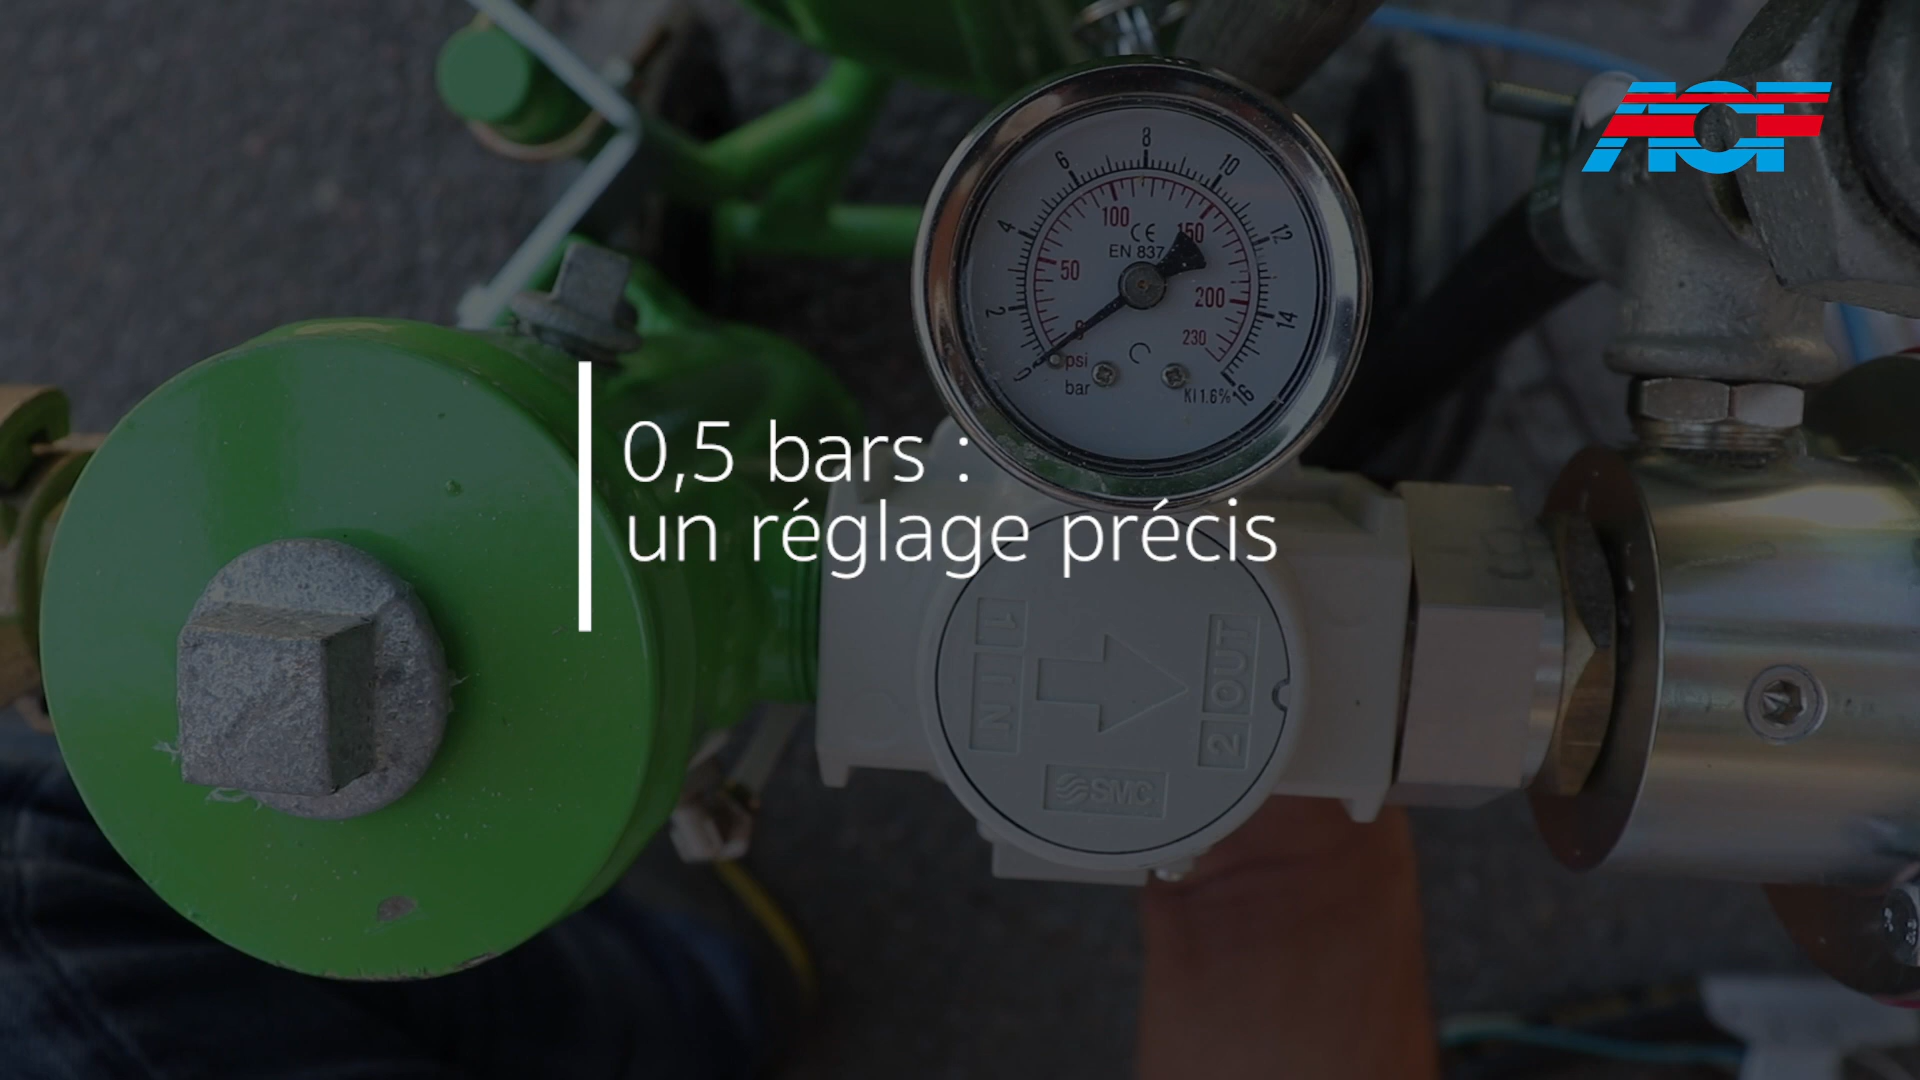 ACF
8
6
10
4
100
CE
150
12
EN 837
50
2
200
14
0
230
0
psi
bar
KI 1.6%
16
0,5 bars :
un réglage précis
1 IN
2 OUT
SMC